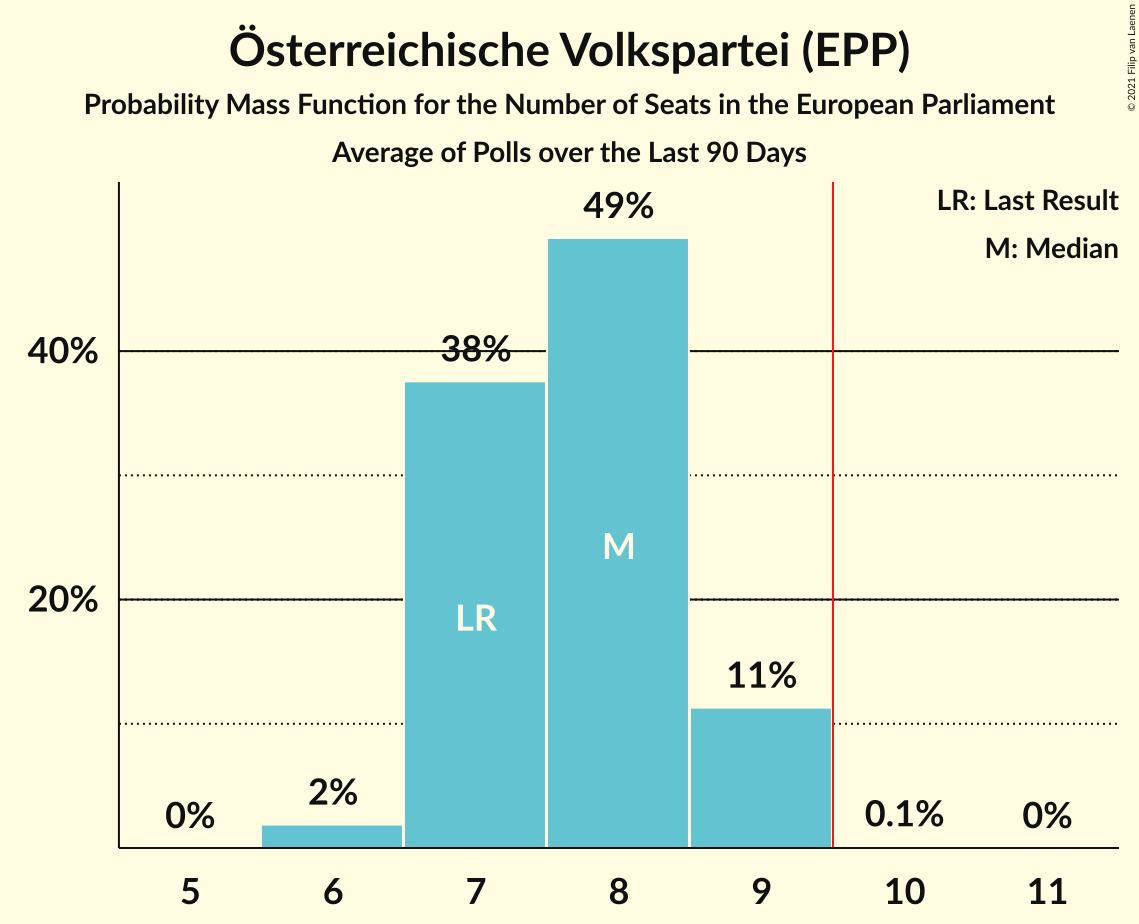 Österreichische Volkspartei (EPP)
Probability Mass Function for the Number of Seats in the European Parliament
Average of Polls over the Last 90 Days
© 2021 Filip van Laenen
LR: Last Result
M: Median
49%
40%
38%
M
20%
LR
11%
2%
0%
0.1%
0%
5 6 7 8 9 10 11